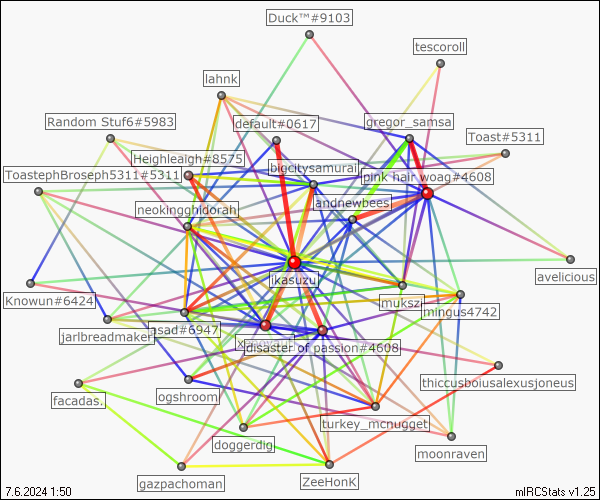 Duck™#9103
tescoroll
lahnk
Random Stuf6#5983
default#0617
gregor_samsa
Toast#5311
Heighleaigh#8575
bigcitysamurai
ToastephBroseph5311#5311
pink hair woag#4608
neokingghidorah
andnewbees
ikasuzu
avelicious
Knowun#6424
mukszi
mingus4742
jarlbreadmaker
asad#6947
disaster of passion#4608
thiccusboiusalexusjoneus
facadas.
ogshroom
turkey_mcnugget
doggerdig
moonraven
gazpachoman
ZeeHonK
7.6.2024 1:50
mIRCStats v1.25